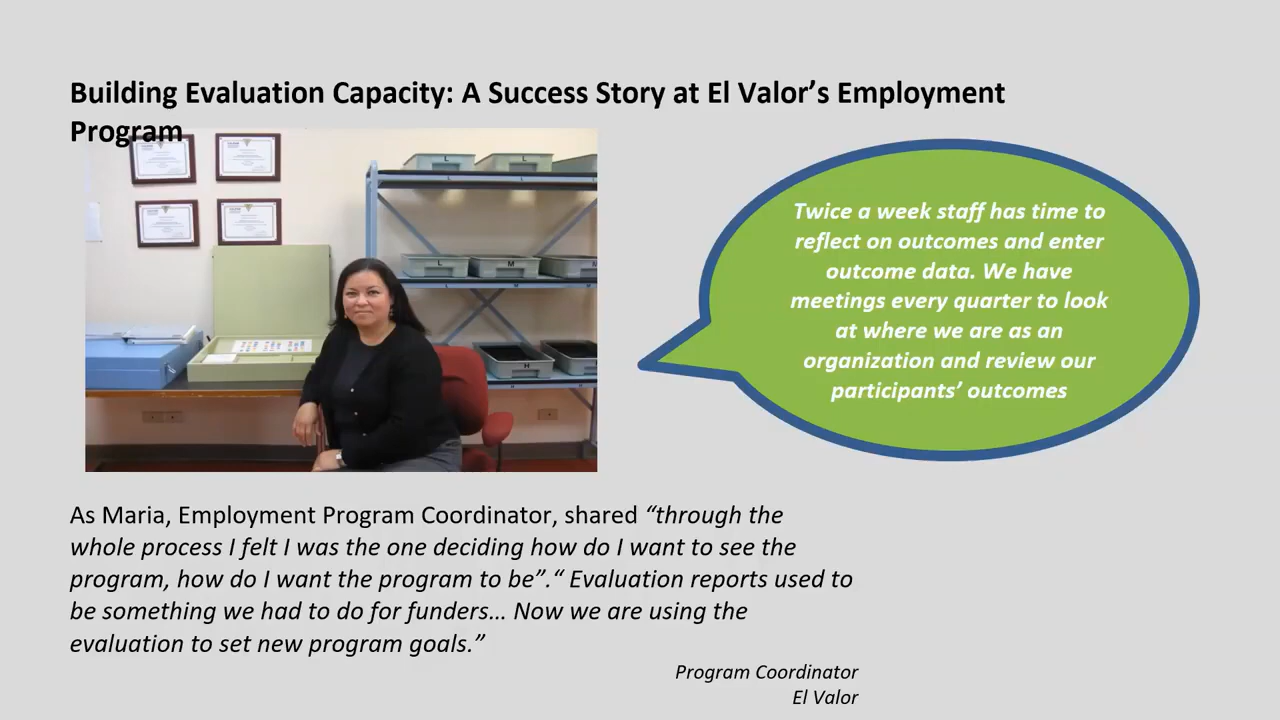 Building Evaluation Capacity: A Success Story at El Valor’s Employment
Program
Twice a week staff has time to
reflect on outcomes and enter
outcome data. We have
meetings every quarter to look
at where we are as an
organization and review our
participants’ outcomes
L
L
L
M
M
H
As Maria, Employment Program Coordinator, shared “through the
whole process I felt I was the one deciding how do I want to see the
program, how do I want the program to be”.“ Evaluation reports used to
be something we had to do for funders… Now we are using the
evaluation to set new program goals.”
Program Coordinator
El Valor